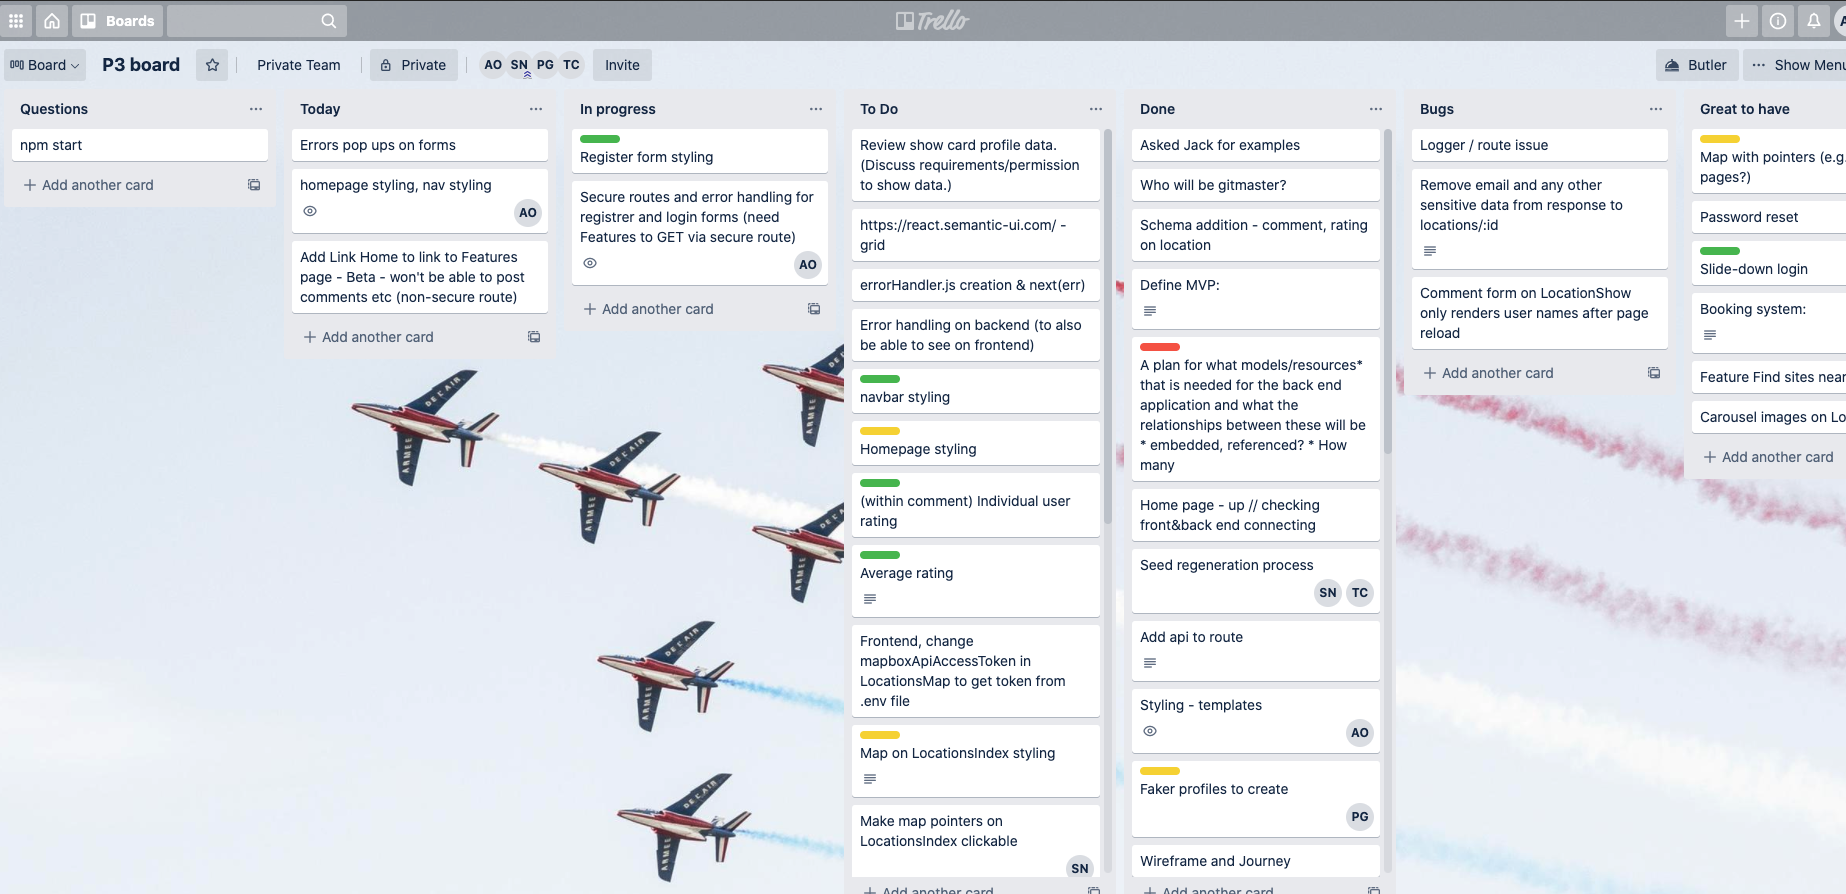 Boards
Trello
A
Board
P3 board
Private Team
Private
AO SN PG TC
Invite
Butler
Show Menu
Questions
npm start
Add another card
Today
Errors pop ups on forms
homepage styling, nav styling
AO
Add Link Home to link to Features
page - Beta - won't be able to post
comments etc (non-secure route)
Add another card
In progress
Register form styling
Secure routes and error handling for
registrer and login forms (need
Features to GET via secure route)
AO
Add another card
To Do
Review show card profile data.
(Discuss requirements/permission
to show data.)
https://react.semantic-ui.com/ -
grid
errorHandler.js creation & next(err)
Error handling on backend (to also
be able to see on frontend)
navbar styling
Homepage styling
(within comment) Individual user
rating
Average rating
Frontend, change
mapboxApiAccessToken in
LocationsMap to get token from
.env file
Map on LocationsIndex styling
Make map pointers on
LocationsIndex clickable
SN
Add another card
Done
Asked Jack for examples
Who will be gitmaster?
Schema addition - comment, rating
on location
Define MVP:
A plan for what models/resources*
that is needed for the back end
application and what the
relationships between these will be
* embedded, referenced? * How
many
Home page - up // checking
front&back end connecting
Seed regeneration process
SN TC
Add api to route
Styling - templates
AO
Faker profiles to create
PG
Wireframe and Journey
Add another card
Bugs
Logger / route issue
Remove email and any other
sensitive data from response to
locations/:id
Comment form on LocationShow
only renders user names after page
reload
Add another card
Great to have
Map with pointers (e.g.
pages?)
Password reset
Slide-down login
Booking system:
Feature Find sites near
Carousel images on Lo
Add another card
DE L'AIR
ARMEE
DE L'AIR
ARMEE
ARMEE
ARMEE
DE L'AIR
ARMEE
DE L'AIR
ARMEE